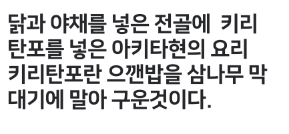 닭과 야채를 넣은 전골에  키리
탄포를 넣은 아키타현의 요리
키리탄포란 으깬밥을 삼나무 막
대기에 말아 구운것이다.